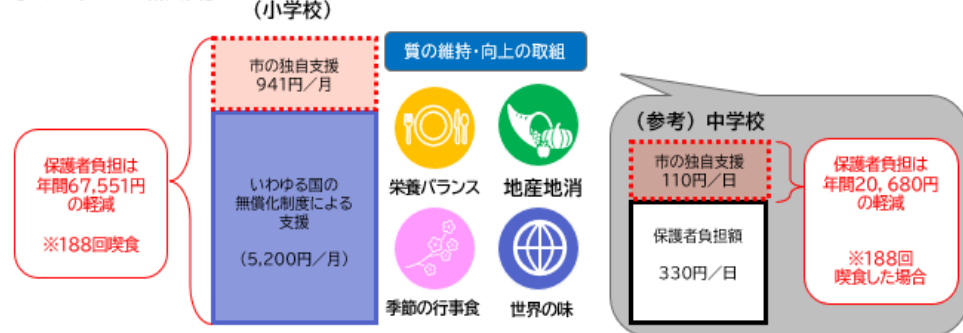 （小学校）
市の独自支援
941円／月
いわゆる国の
無償化制度による
支援
（5,200円／月）
保護者負担は
年間67,551円
の軽減
※188回喫食
質の維持・向上の取組
栄養バランス
地産地消
季節の行事食
世界の味
（参考）中学校
市の独自支援
110円／日
保護者負担額
330円／日
保護者負担は
年間20,680円
の軽減
※188回
喫食した場合